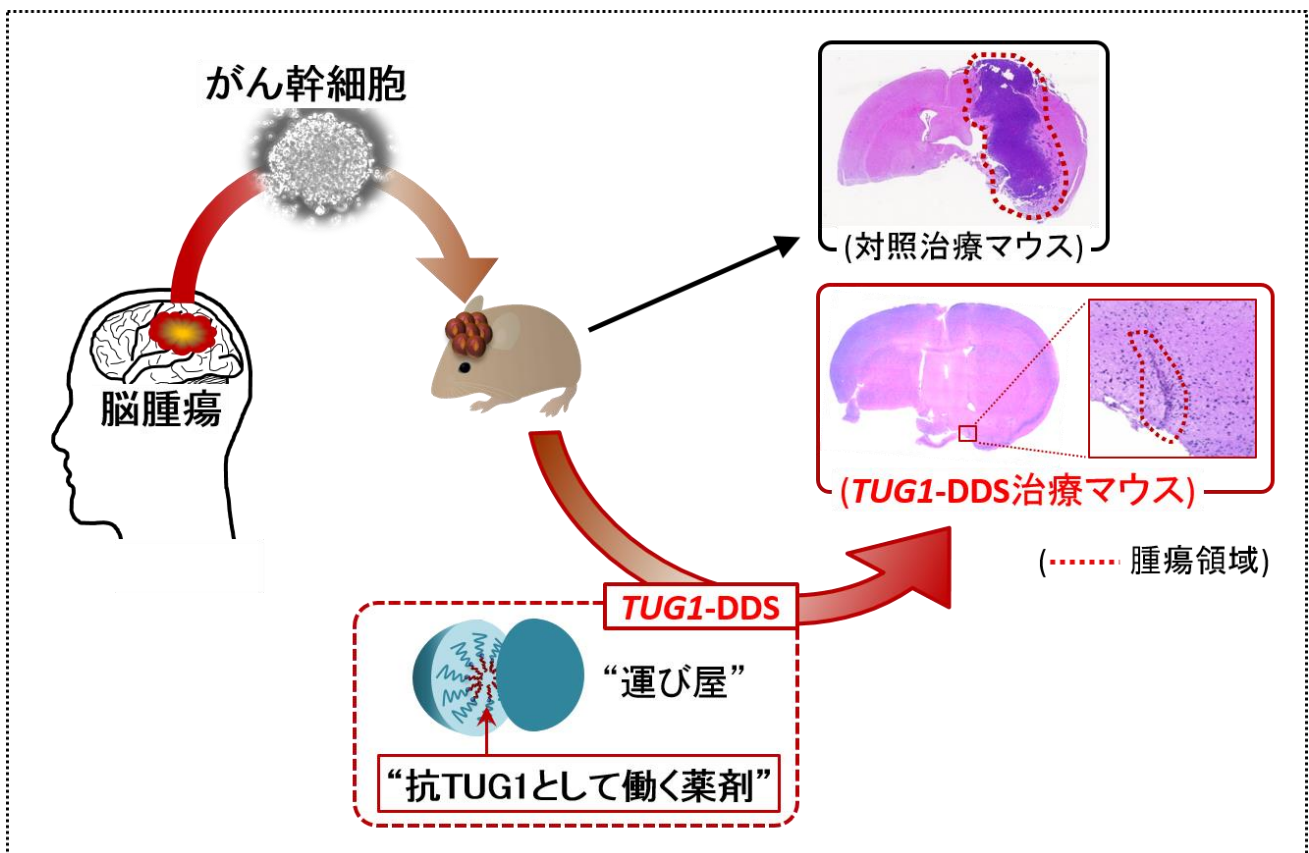 がん幹細胞
脳腫瘍
(対照治療マウス)
(TUG1-DDS治療マウス)
(……… 腫瘍領域)
TUG1-DDS
“運び屋”
“抗TUG1として働く薬剤”